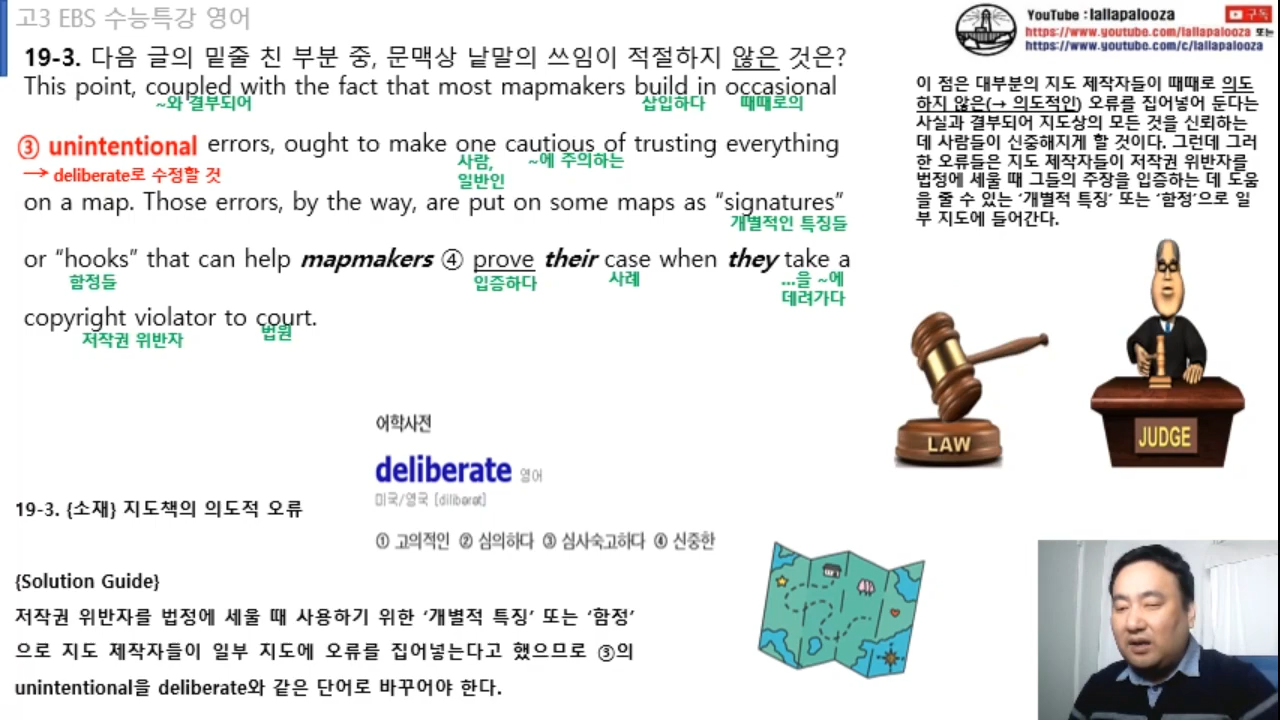 고3 EBS 수능특강 영어
19-3. 다음 글의 밑줄 친 부분 중, 문맥상 낱말의 쓰임이 적절하지 않은 것은?
This point, coupled with the fact that most mapmakers build in occasional
~와 결부되어 삽입하다 때때로의
③ unintentional errors, ought to make one cautious of trusting everything
→ deliberate로 수정할 것 사람, 일반인 ~에 주의하는
on a map. Those errors, by the way, are put on some maps as “signatures”
개별적인 특징들
or “hooks” that can help mapmakers ④ prove their case when they take a
함정들 입증하다 사례 …을 ~에 데려가다
copyright violator to court.
저작권 위반자 법원
YouTube : lallapalooza 구독
https://www.youtube.com/lallapalooza 또는
https://www.youtube.com/c/lallapalooza
이 점은 대부분의 지도 제작자들이 때때로 의도
하지 않은(→ 의도적인) 오류를 집어넣어 둔다는
사실과 결부되어 지도상의 모든 것을 신뢰하는
데 사람들이 신중해지게 할 것이다. 그런데 그러
한 오류들은 지도 제작자들이 저작권 위반자를
법정에 세울 때 그들의 주장을 입증하는 데 도움
을 줄 수 있는 ‘개별적 특징’ 또는 ‘함정’으로 일
부 지도에 들어간다.
LAW
JUDGE
어학사전
deliberate 영어
미국/영국 [dilíbərət]
① 고의적인 ② 심의하다 ③ 심사숙고하다 ④ 신중한
19-3. {소재} 지도책의 의도적 오류
{Solution Guide}
저작권 위반자를 법정에 세울 때 사용하기 위한 ‘개별적 특징’ 또는 ‘함정’
으로 지도 제작자들이 일부 지도에 오류를 집어넣는다고 했으므로 ③의
unintentional을 deliberate와 같은 단어로 바꾸어야 한다.